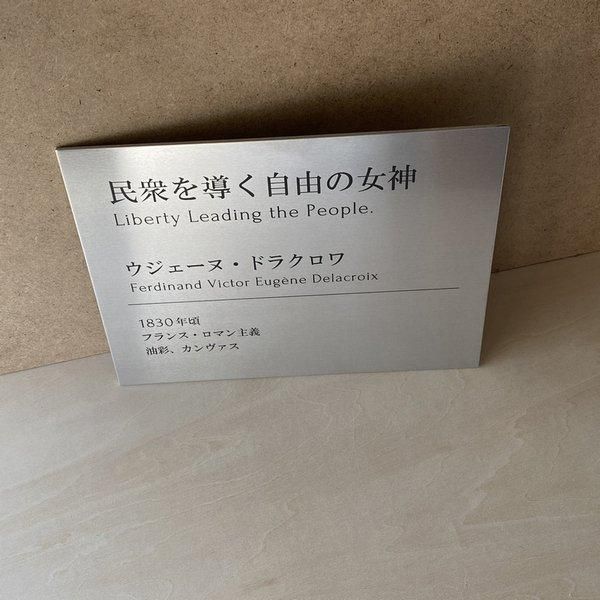 民衆を導く自由の女神
Liberty Leading the People.
ウジェーヌ・ドラクロワ
Ferdinand Victor Eugène Delacroix
1830年頃
フランス・ロマン主義
油彩、カンヴァス